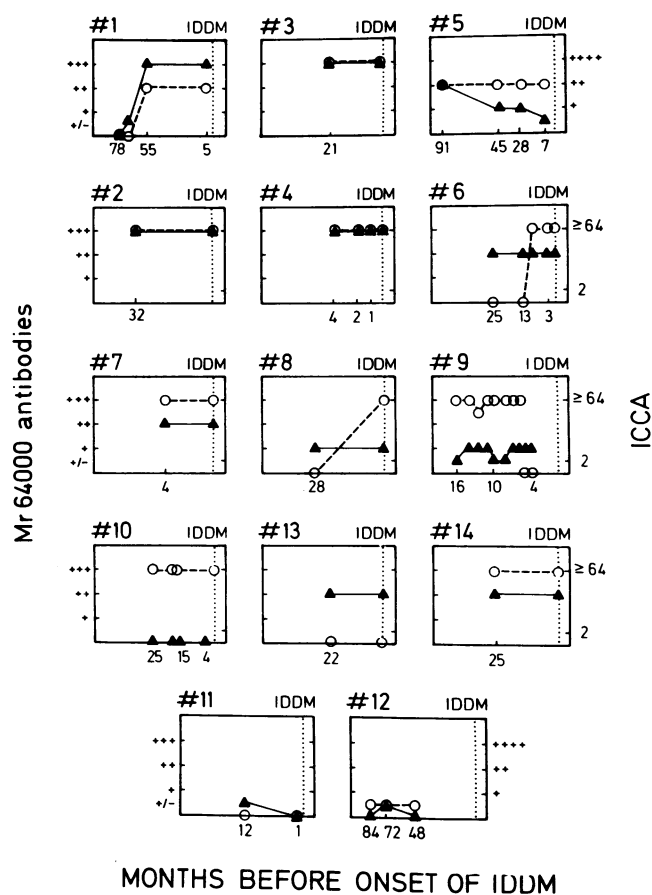 #1 IDDM #3 IDDM #5 IDDM
+++ ++++
++ ++
+ +
+/-
78 55 5 21 91 45 28 7
#2 IDDM #4 IDDM #6 IDDM
+++ ≥64
++
+ 2
32 4 2 1 25 13 3
#7 IDDM #8 IDDM #9 IDDM
+++ ≥64
++
+
+/- 2
4 28 16 10 4
#10 IDDM #13 IDDM #14 IDDM
+++ ≥64
++
+
2
25 15 4 22 25
#11 IDDM #12 IDDM
+++ ++++
++ ++
+ +
+/-
12 1 84 72 48
Mr 64000 antibodies
ICCA
MONTHS BEFORE ONSET OF IDDM